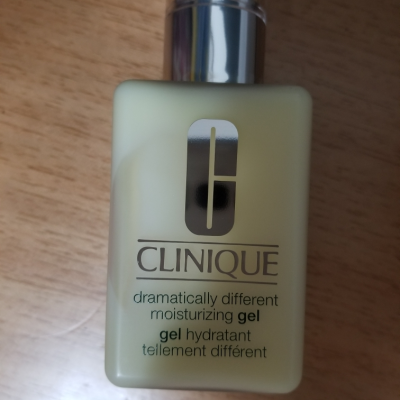 C
CLINIQUE
dramatically different
moisturizing gel
gel hydratant
tellement différent